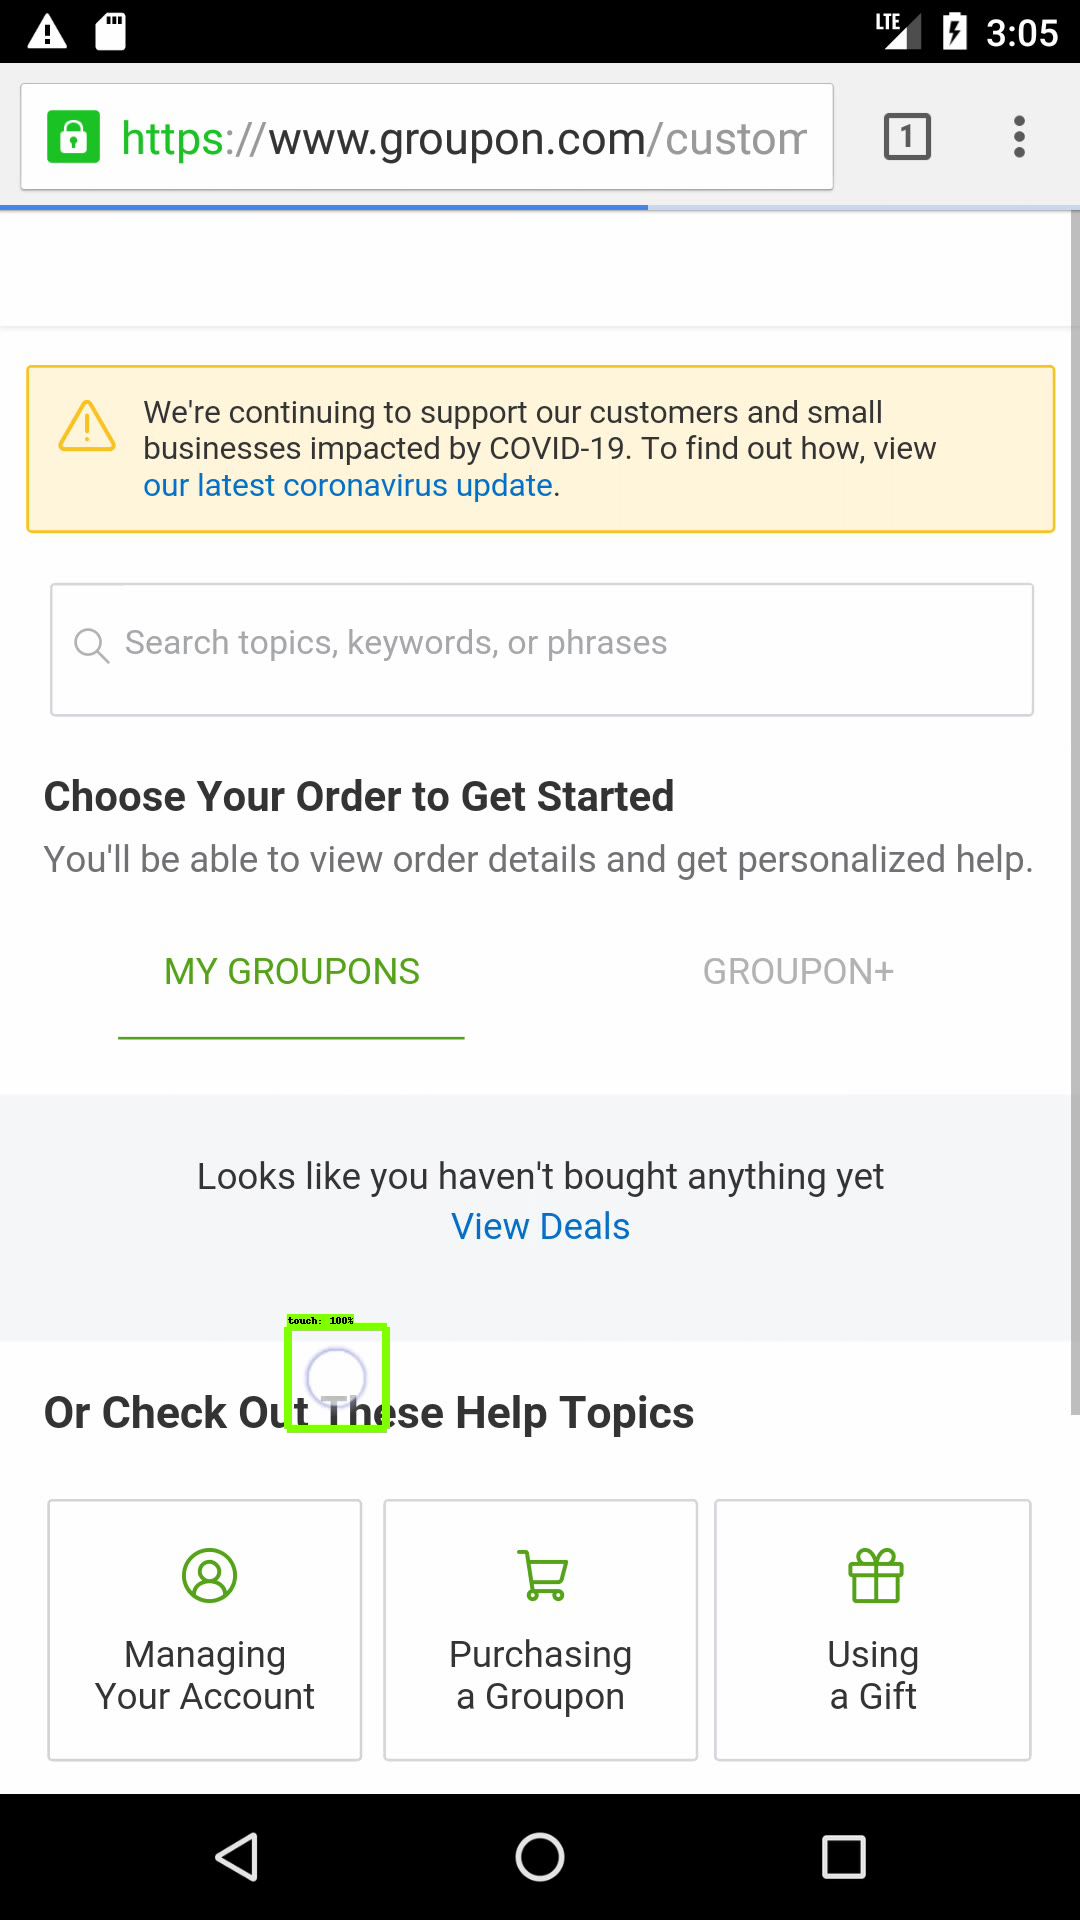 LTE 3:05
https://www.groupon.com/custom
1
We're continuing to support our customers and small
businesses impacted by COVID-19. To find out how, view
our latest coronavirus update.
Search topics, keywords, or phrases
Choose Your Order to Get Started
You'll be able to view order details and get personalized help.
MY GROUPONS
GROUPON+
Looks like you haven't bought anything yet
View Deals
touch: 100%
Or Check Out These Help Topics
Managing
Your Account
Purchasing
a Groupon
Using
a Gift